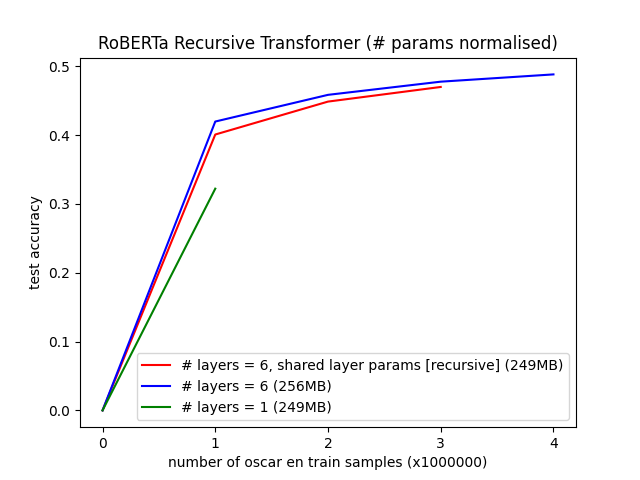 RoBERTa Recursive Transformer (# params normalised)
0.5
0.4
0.3
0.2
0.1
0.0
test accuracy
# layers = 6, shared layer params [recursive] (249MB)
# layers = 6 (256MB)
# layers = 1 (249MB)
0 1 2 3 4
number of oscar en train samples (x1000000)